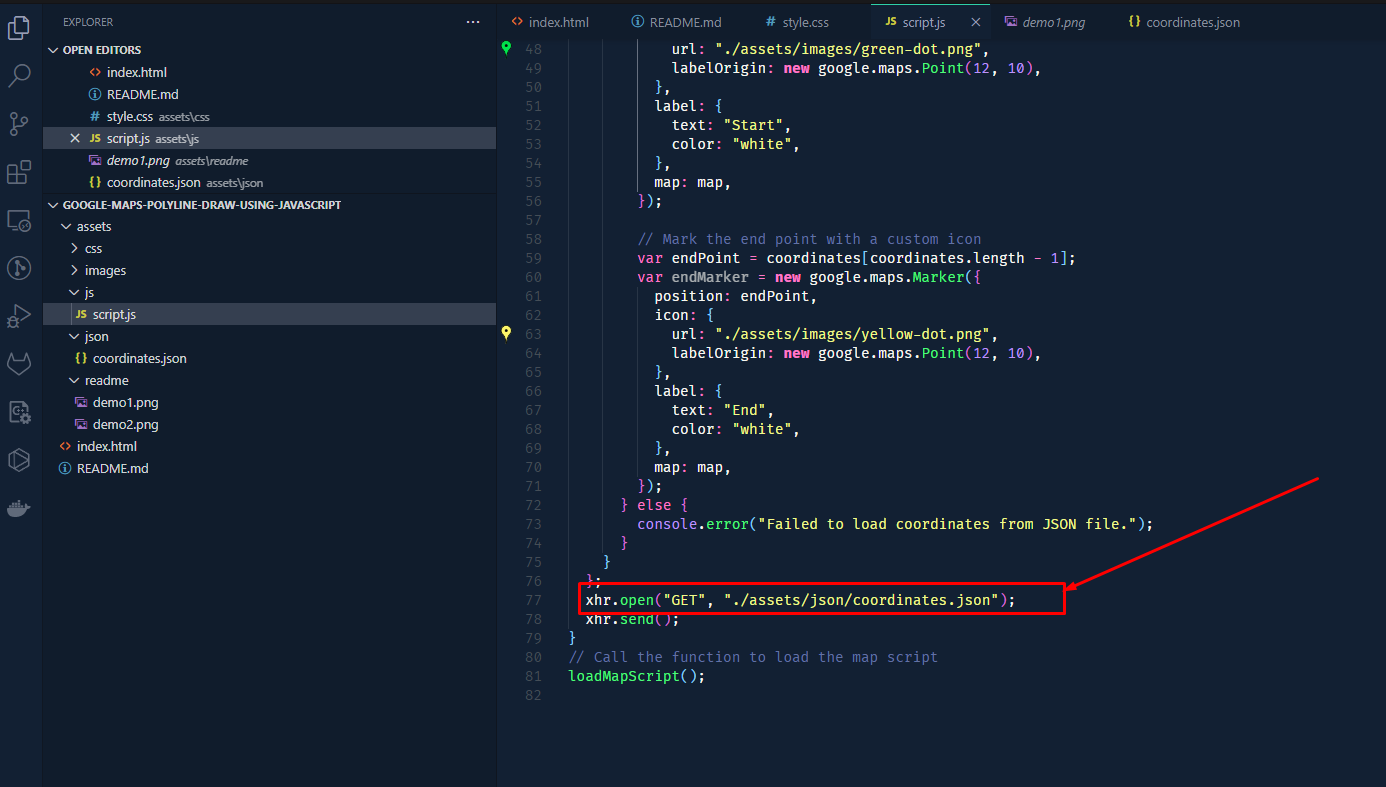 EXPLORER
···
OPEN EDITORS
<> index.html
README.md
# style.css assets\css
JS script.js assets\js
demo1.png assets\readme
{} coordinates.json assets\json
GOOGLE-MAPS-POLYLINE-DRAW-USING-JAVASCRIPT
assets
css
images
js
JS script.js
json
{} coordinates.json
readme
demo1.png
demo2.png
<> index.html
README.md
<> index.html README.md # style.css JS script.js demo1.png {} coordinates.json
48 url: "./assets/images/green-dot.png",
49 labelOrigin: new google.maps.Point(12, 10),
50 },
51 label: {
52 text: "Start",
53 color: "white",
54 },
55 map: map,
56 });
57
58 // Mark the end point with a custom icon
59 var endPoint = coordinates[coordinates.length - 1];
60 var endMarker = new google.maps.Marker({
61 position: endPoint,
62 icon: {
63 url: "./assets/images/yellow-dot.png",
64 labelOrigin: new google.maps.Point(12, 10),
65 },
66 label: {
67 text: "End",
68 color: "white",
69 },
70 map: map,
71 });
72 } else {
73 console.error("Failed to load coordinates from JSON file.");
74 }
75 }
76 };
77 xhr.open("GET", "./assets/json/coordinates.json");
78 xhr.send();
79 }
80 // Call the function to load the map script
81 loadMapScript();
82